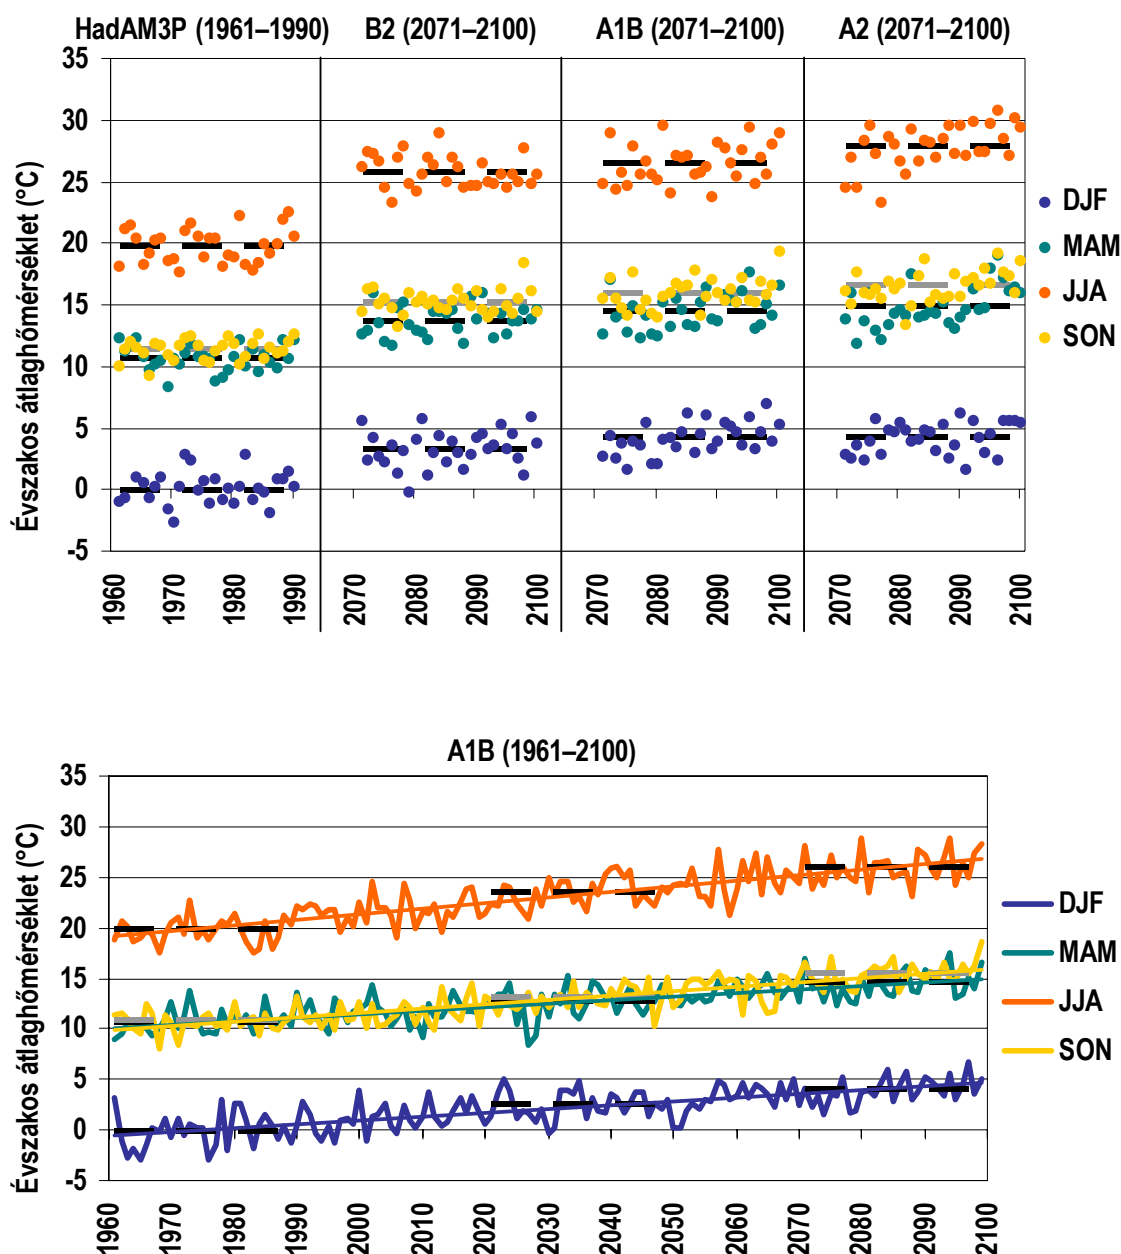 HadAM3P (1961–1990) B2 (2071–2100) A1B (2071–2100) A2 (2071–2100)
Évszakos átlaghőmérséklet (°C)
35
30
25
20
15
10
5
0
-5
1960 1970 1980 1990 2070 2080 2090 2100 2070 2080 2090 2100 2070 2080 2090 2100
DJF
MAM
JJA
SON
A1B (1961–2100)
Évszakos átlaghőmérséklet (°C)
35
30
25
20
15
10
5
0
-5
1960 1970 1980 1990 2000 2010 2020 2030 2040 2050 2060 2070 2080 2090 2100
DJF
MAM
JJA
SON